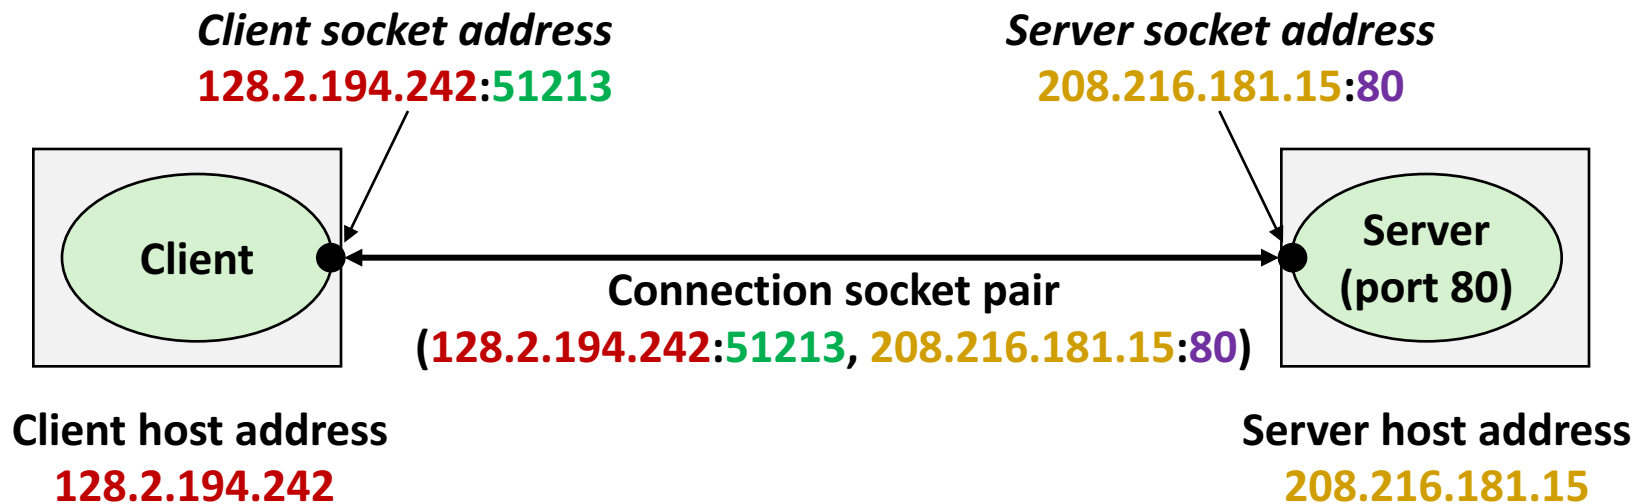 Client socket address
128.2.194.242:51213
Server socket address
208.216.181.15:80
Client
Server
(port 80)
Connection socket pair
(128.2.194.242:51213, 208.216.181.15:80)
Client host address
128.2.194.242
Server host address
208.216.181.15